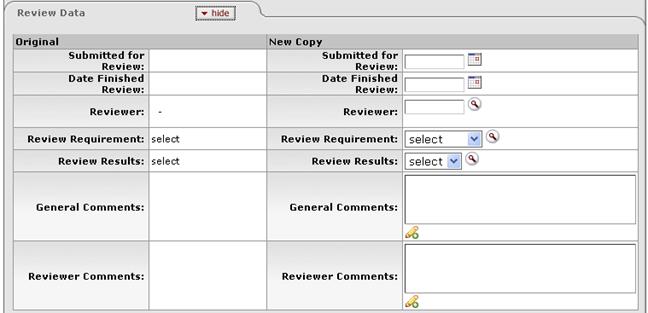 Review Data
hide
Original New Copy
Submitted for Review: Submitted for Review:
Date Finished Review: Date Finished Review:
Reviewer: - Reviewer:
Review Requirement: select Review Requirement: select
Review Results: select Review Results: select
General Comments: General Comments:
Reviewer Comments: Reviewer Comments: